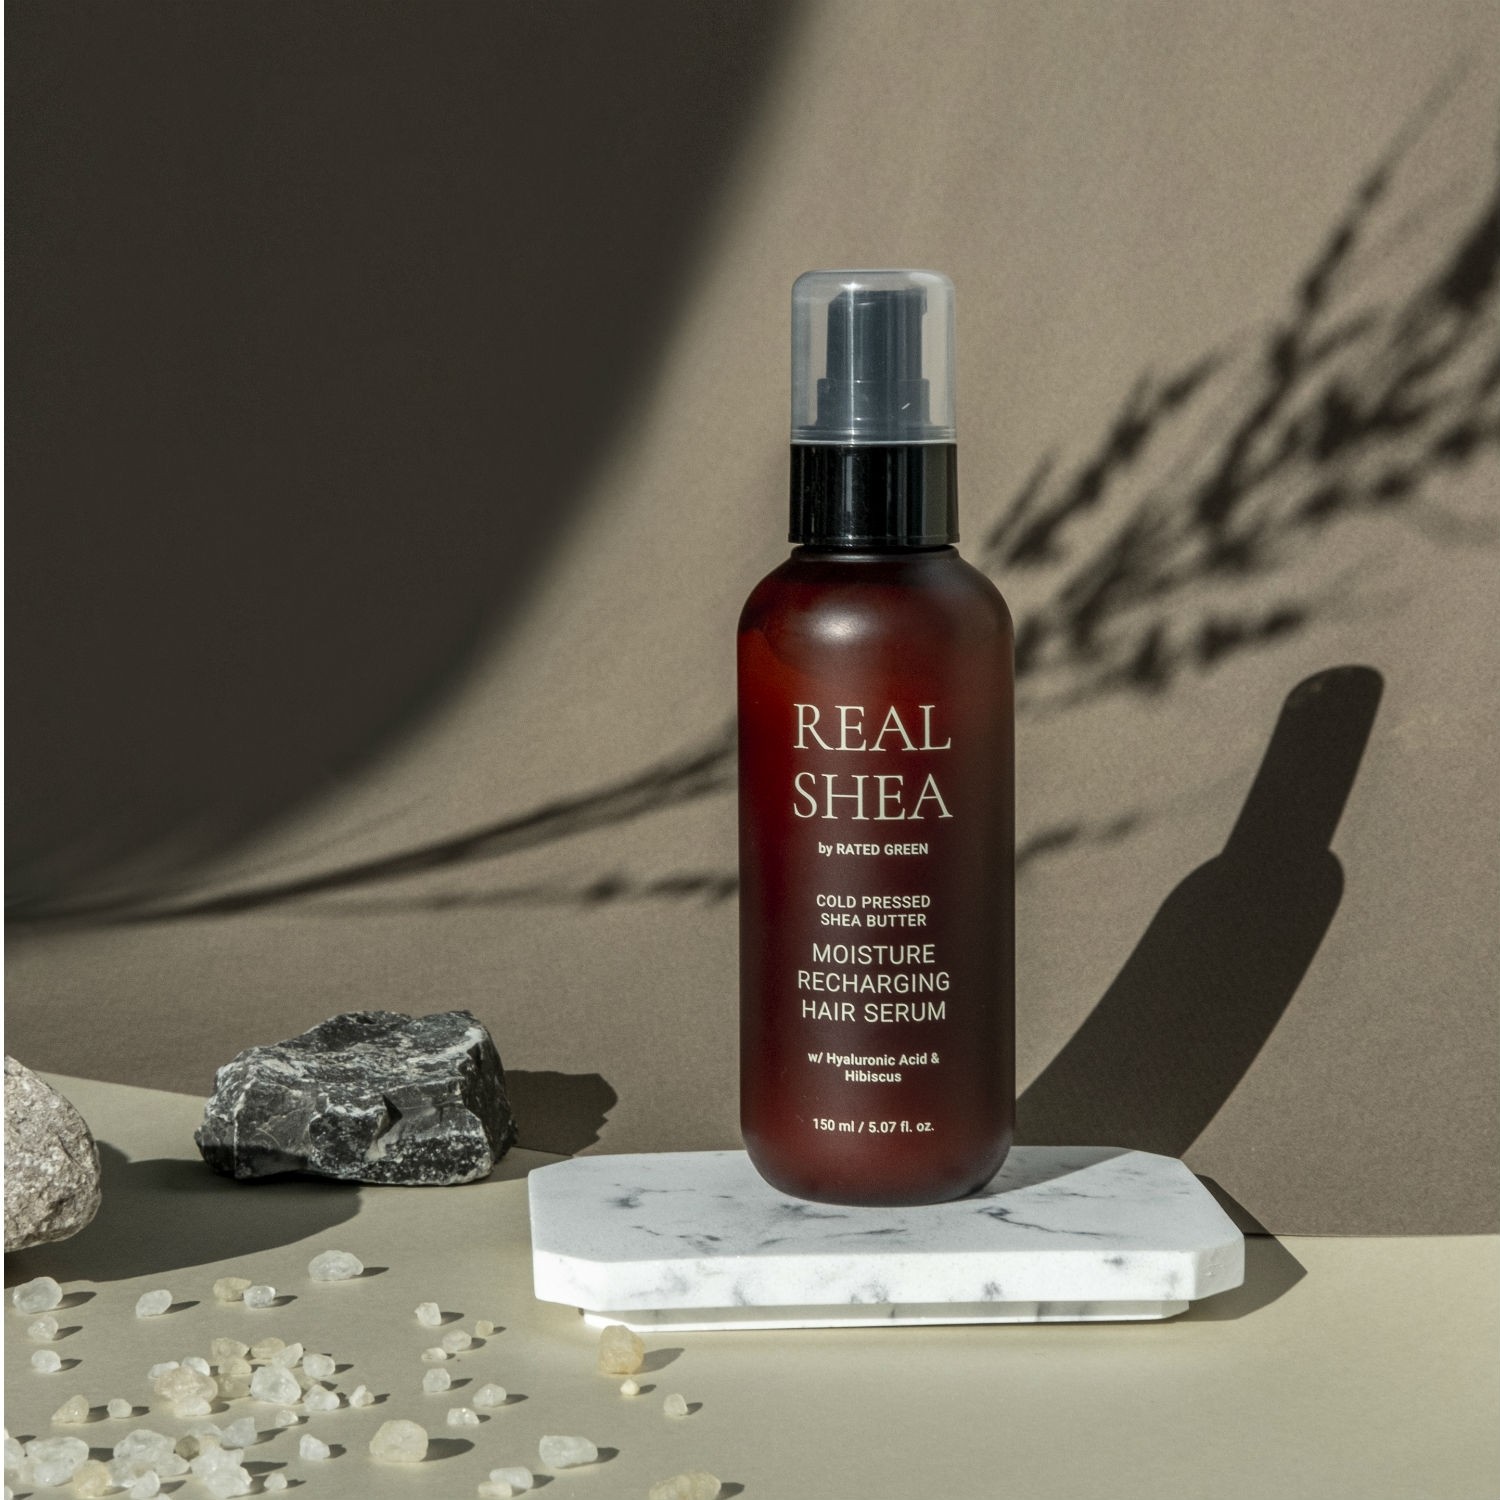 REAL
SHEA
by RATED GREEN
COLD PRESSED
SHEA BUTTER
MOISTURE
RECHARGING
HAIR SERUM
w/ Hyaluronic Acid &
Hibiscus
150 ml / 5.07 fl. oz.